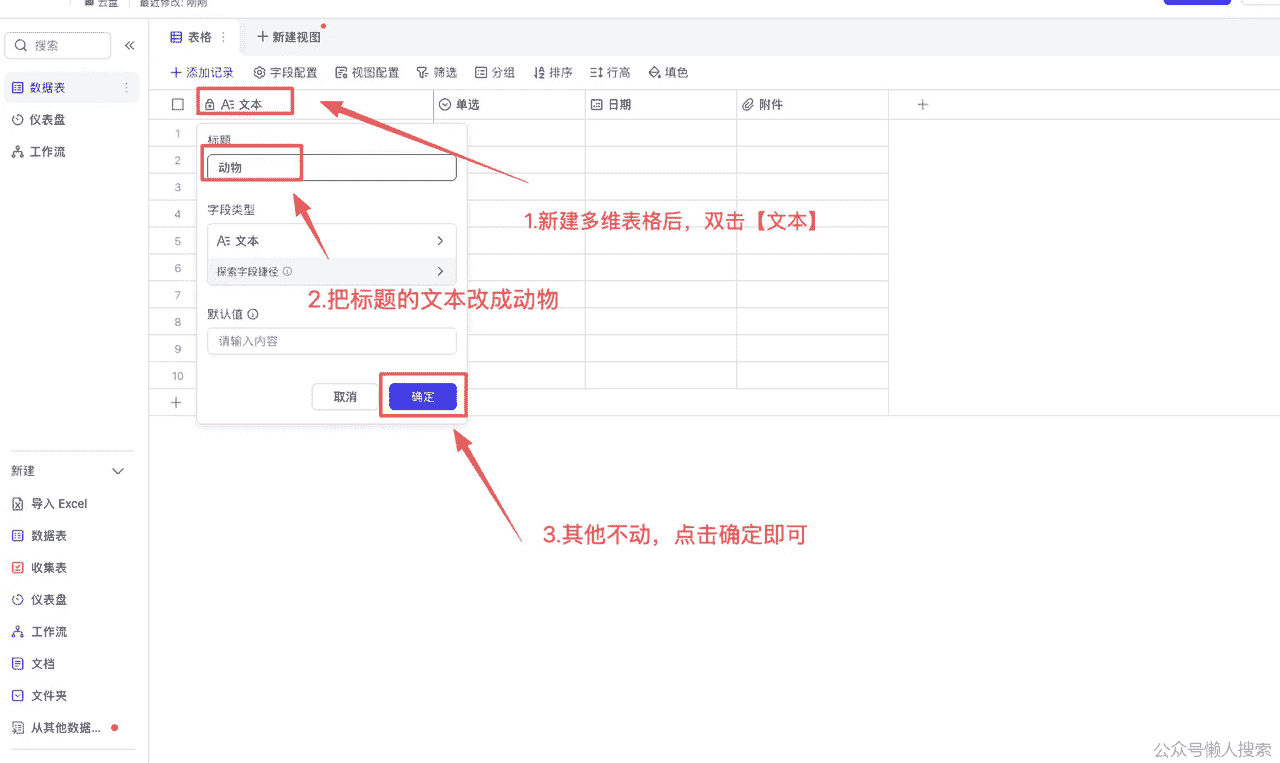 云盘 最近修改: 刚刚
搜索
数据表
仪表盘
工作流
表格 新建视图
添加记录 字段配置 视图配置 筛选 分组 排序 行高 填色
文本 单选 日期 附件
1
2
3
4
5
6
7
8
9
10
标题
动物
字段类型
文本
探索字段捷径
默认值
请输入内容
取消 确定
1.新建多维表格后，双击【文本】
2.把标题的文本改成动物
3.其他不动，点击确定即可
新建
导入 Excel
数据表
收集表
仪表盘
工作流
文档
文件夹
从其他数据...
公众号懒人搜索